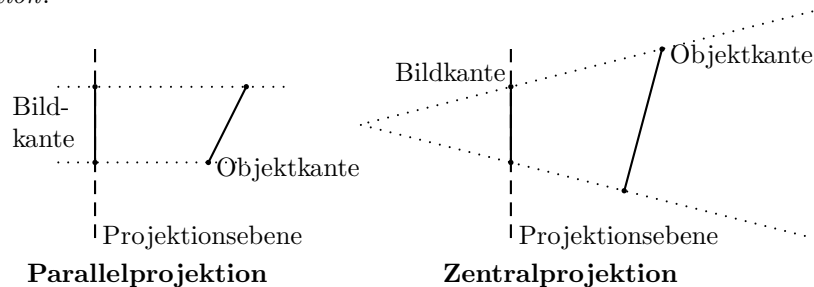 Bild-
kante
Objektkante
Projektionsebene
Parallelprojektion
Bildkante
Objektkante
Projektionsebene
Zentralprojektion